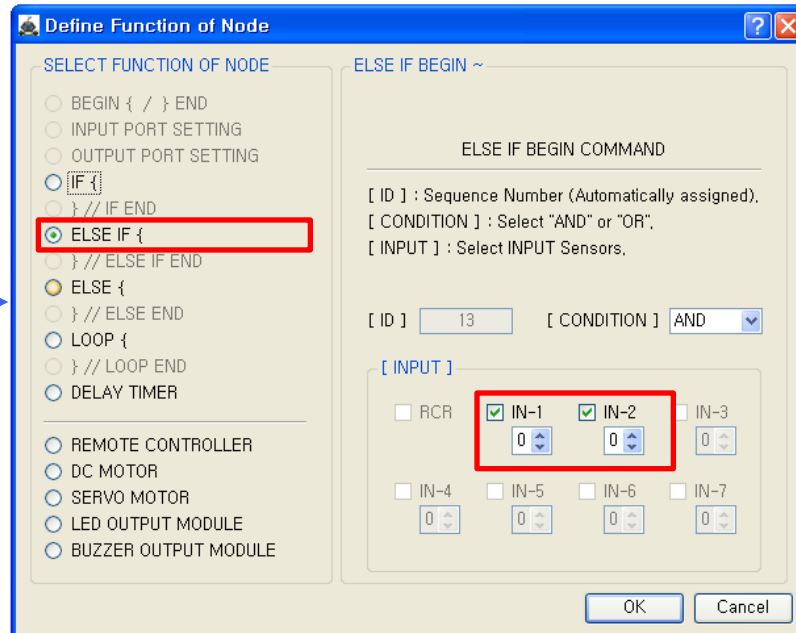 Define Function of Node
SELECT FUNCTION OF NODE
BEGIN { / } END
INPUT PORT SETTING
OUTPUT PORT SETTING
IF {
} // IF END
ELSE IF {
} // ELSE IF END
ELSE {
} // ELSE END
LOOP {
} // LOOP END
DELAY TIMER
REMOTE CONTROLLER
DC MOTOR
SERVO MOTOR
LED OUTPUT MODULE
BUZZER OUTPUT MODULE
ELSE IF BEGIN ~
ELSE IF BEGIN COMMAND
[ ID ] : Sequence Number (Automatically assigned),
[ CONDITION ] : Select "AND" or "OR",
[ INPUT ] : Select INPUT Sensors,
[ ID ] 13 [ CONDITION ] AND
[ INPUT ]
RCR IN-1 IN-2 IN-3
0 0 0
IN-4 IN-5 IN-6 IN-7
0 0 0 0
OK Cancel